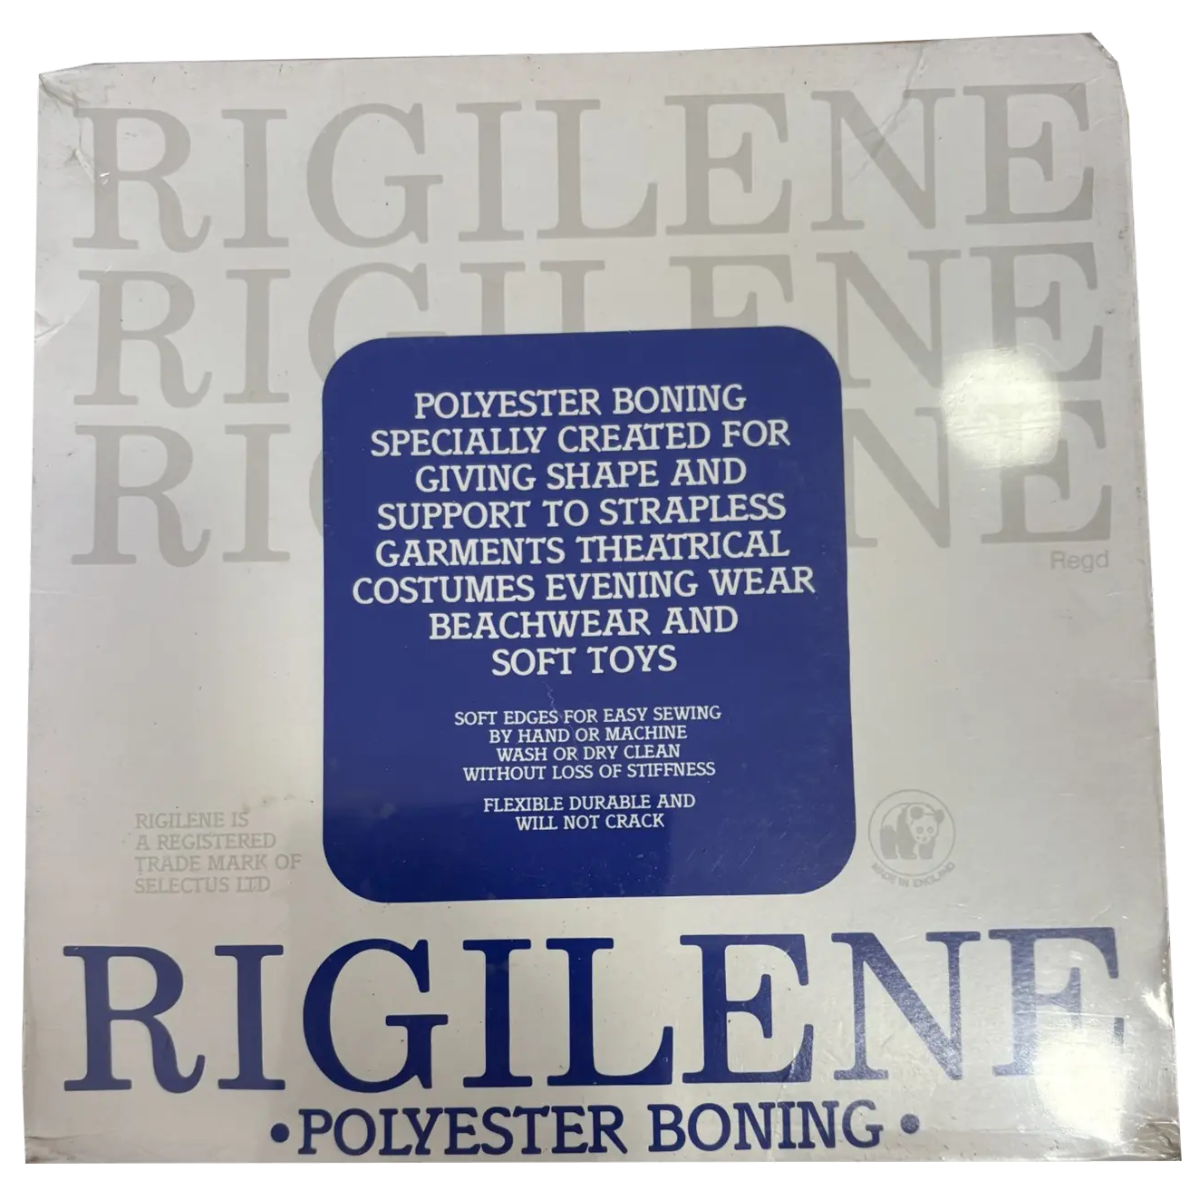 RIGILENE
RIGILENE
RIGILENE
Regd
POLYESTER BONING
SPECIALLY CREATED FOR
GIVING SHAPE AND
SUPPORT TO STRAPLESS
GARMENTS THEATRICAL
COSTUMES EVENING WEAR
BEACHWEAR AND
SOFT TOYS
SOFT EDGES FOR EASY SEWING
BY HAND OR MACHINE
WASH OR DRY CLEAN
WITHOUT LOSS OF STIFFNESS
FLEXIBLE DURABLE AND
WILL NOT CRACK
RIGILENE IS
A REGISTERED
TRADE MARK OF
SELECTUS LTD
MADE IN ENGLAND
RIGILENE
•POLYESTER BONING•